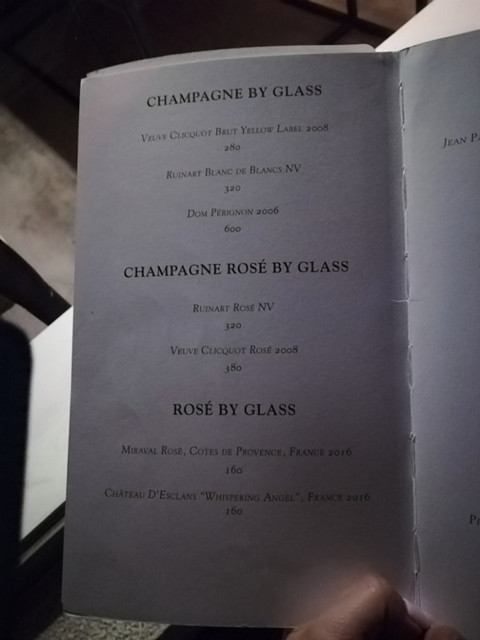 CHAMPAGNE BY GLASS
VEUVE CLICQUOT BRUT YELLOW LABEL 2008
280
RUINART BLANC DE BLANCS NV
320
DOM PÉRIGNON 2006
600
CHAMPAGNE ROSÉ BY GLASS
RUINART ROSÉ NV
320
VEUVE CLICQUOT ROSÉ 2008
380
ROSÉ BY GLASS
MIRAVAL ROSÉ, COTES DE PROVENCE, FRANCE 2016
160
CHÂTEAU D'ESCLANS "WHISPERING ANGEL", FRANCE 2016
160
JEAN